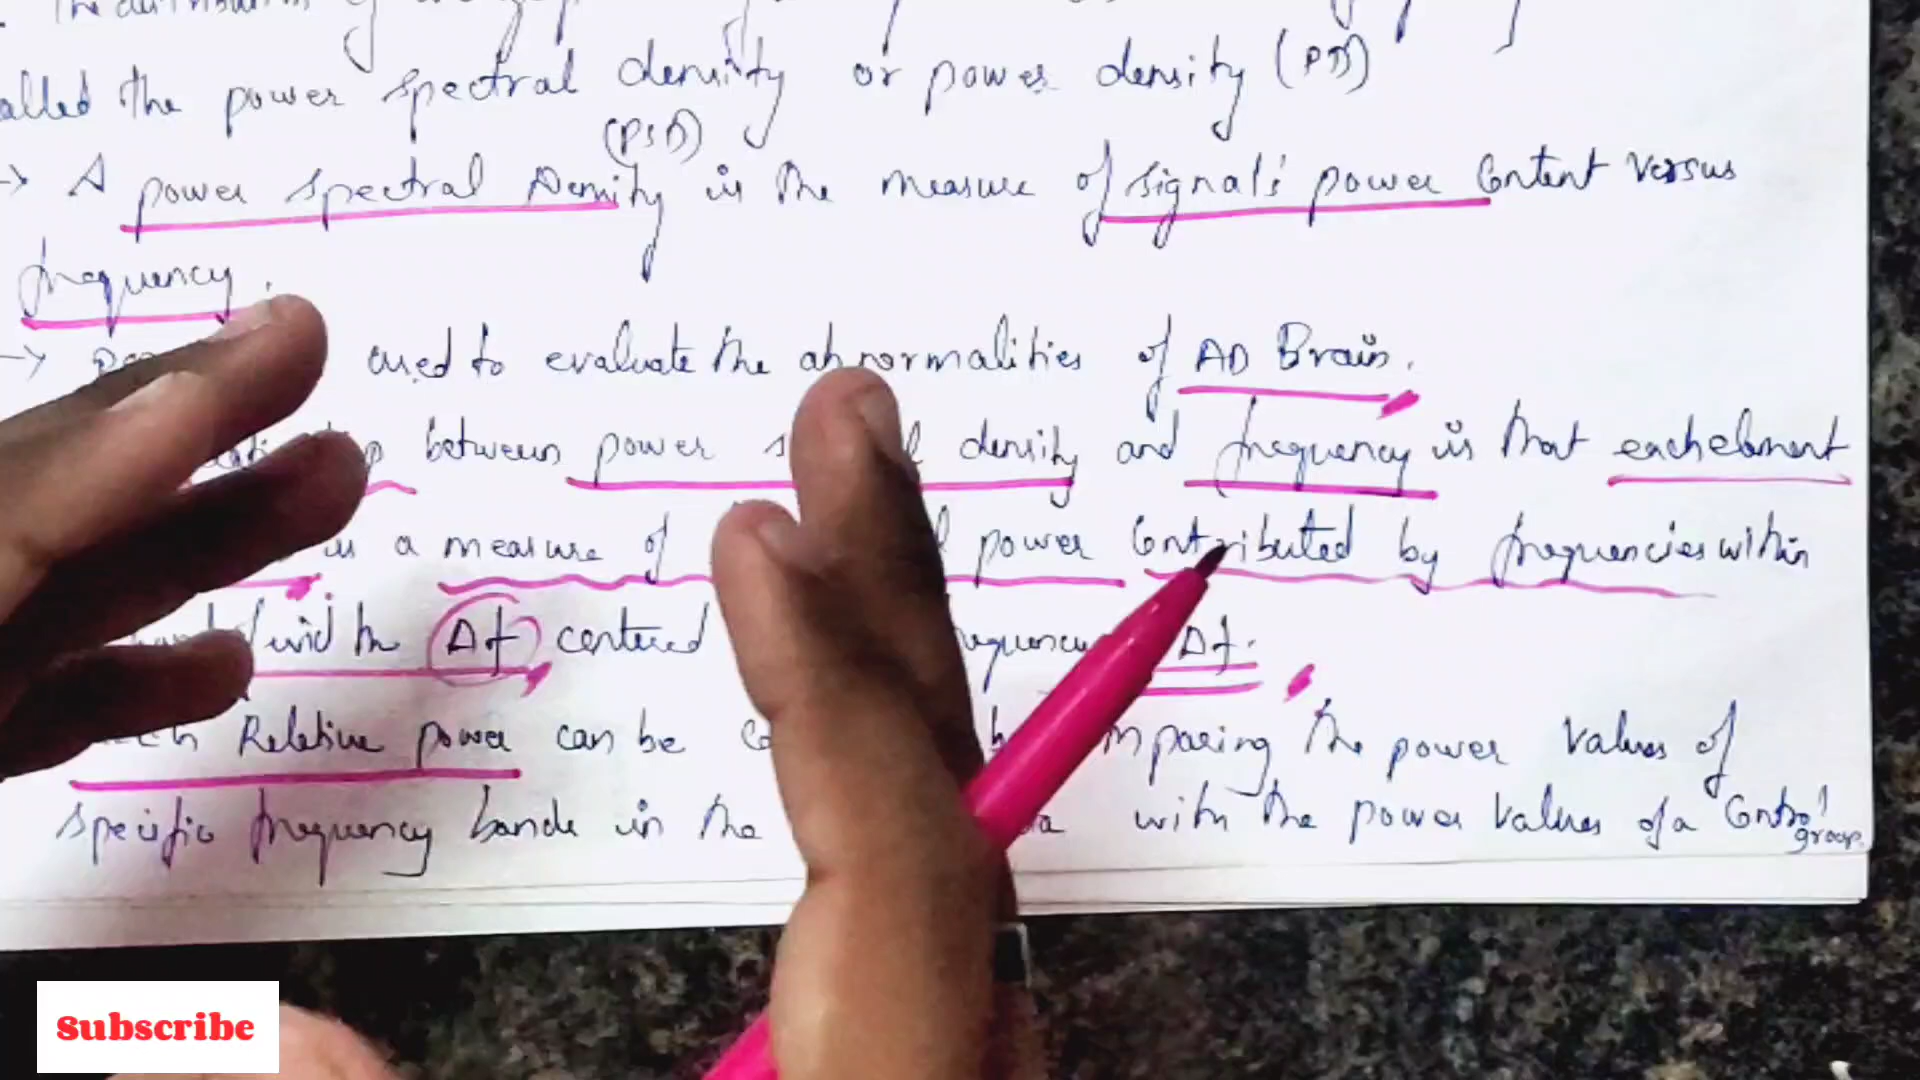 called the power spectral density or power density (PD)
(PSD)
→ A power spectral Density is the measure of signal's power Content versus
frequency.
→ used to evaluate the abnormalities of AD Brain.
between power density and frequency is that each element
is a measure of power Contributed by frequencies within
Δf centered Δf.
Relative power can be comparing the power values of
specific frequency bands in the with the power values of a Control
group.
Subscribe